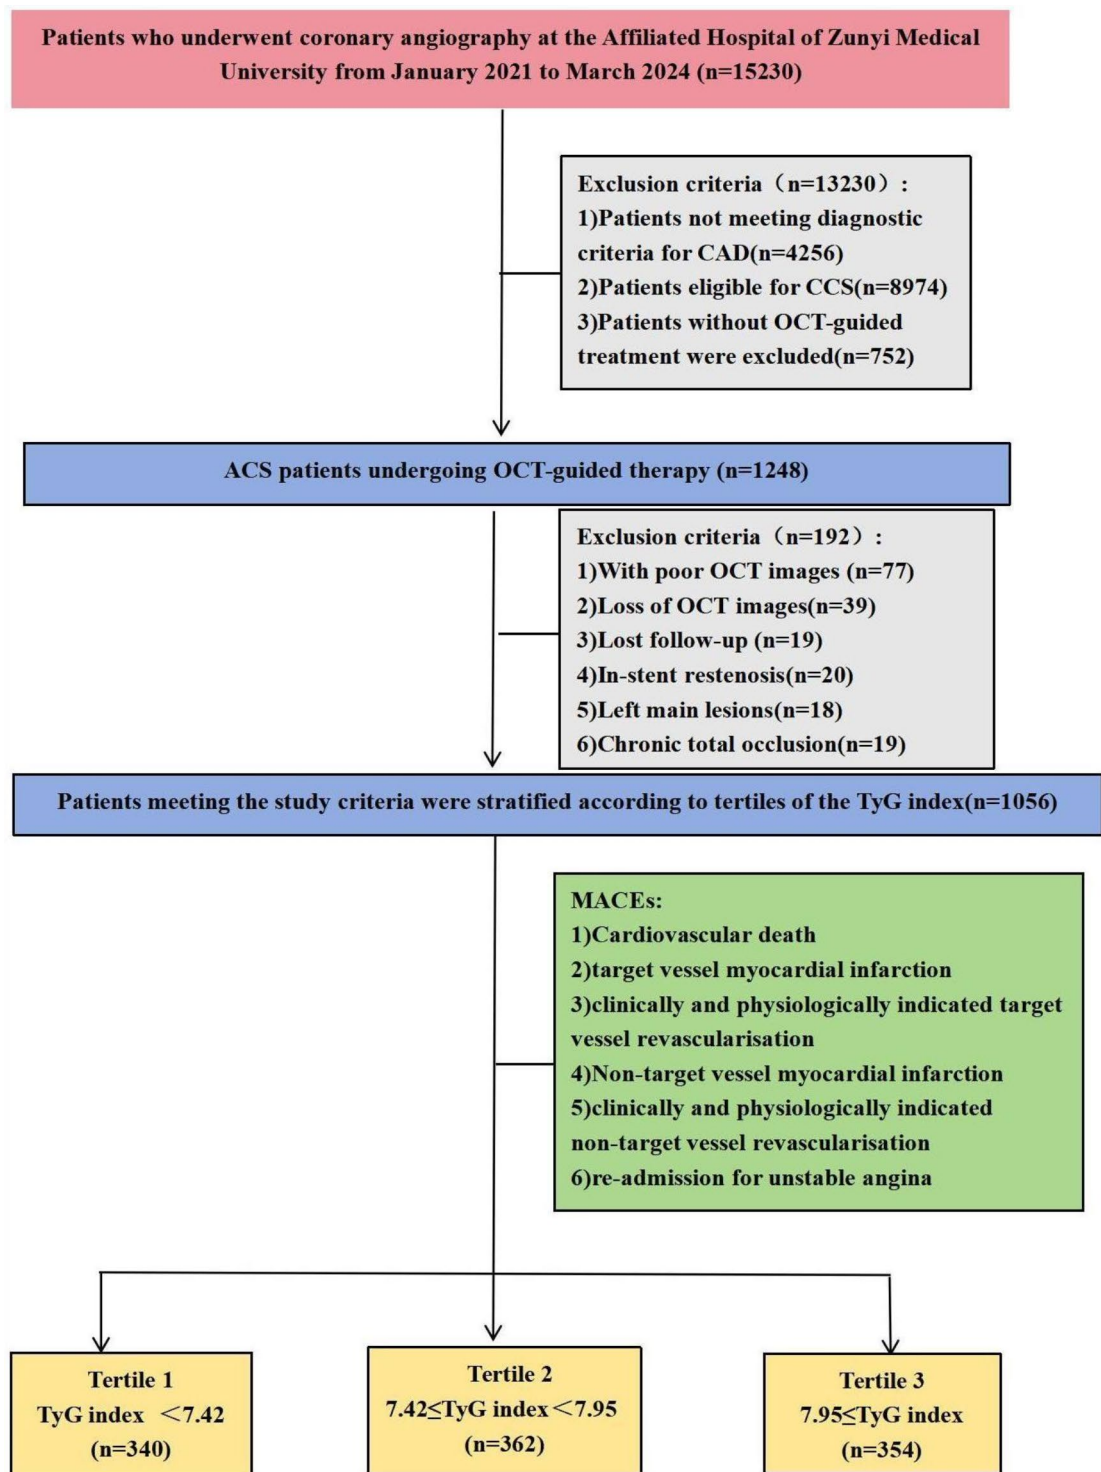 Patients who underwent coronary angiography at the Affiliated Hospital of Zunyi Medical
University from January 2021 to March 2024 (n=15230)
Exclusion criteria（n=13230）:
1)Patients not meeting diagnostic
criteria for CAD(n=4256)
2)Patients eligible for CCS(n=8974)
3)Patients without OCT-guided
treatment were excluded(n=752)
ACS patients undergoing OCT-guided therapy (n=1248)
Exclusion criteria（n=192）:
1)With poor OCT images (n=77)
2)Loss of OCT images(n=39)
3)Lost follow-up (n=19)
4)In-stent restenosis(n=20)
5)Left main lesions(n=18)
6)Chronic total occlusion(n=19)
Patients meeting the study criteria were stratified according to tertiles of the TyG index(n=1056)
MACEs:
1)Cardiovascular death
2)target vessel myocardial infarction
3)clinically and physiologically indicated target
vessel revascularisation
4)Non-target vessel myocardial infarction
5)clinically and physiologically indicated
non-target vessel revascularisation
6)re-admission for unstable angina
Tertile 1
TyG index ＜7.42
(n=340)
Tertile 2
7.42≤TyG index＜7.95
(n=362)
Tertile 3
7.95≤TyG index
(n=354)